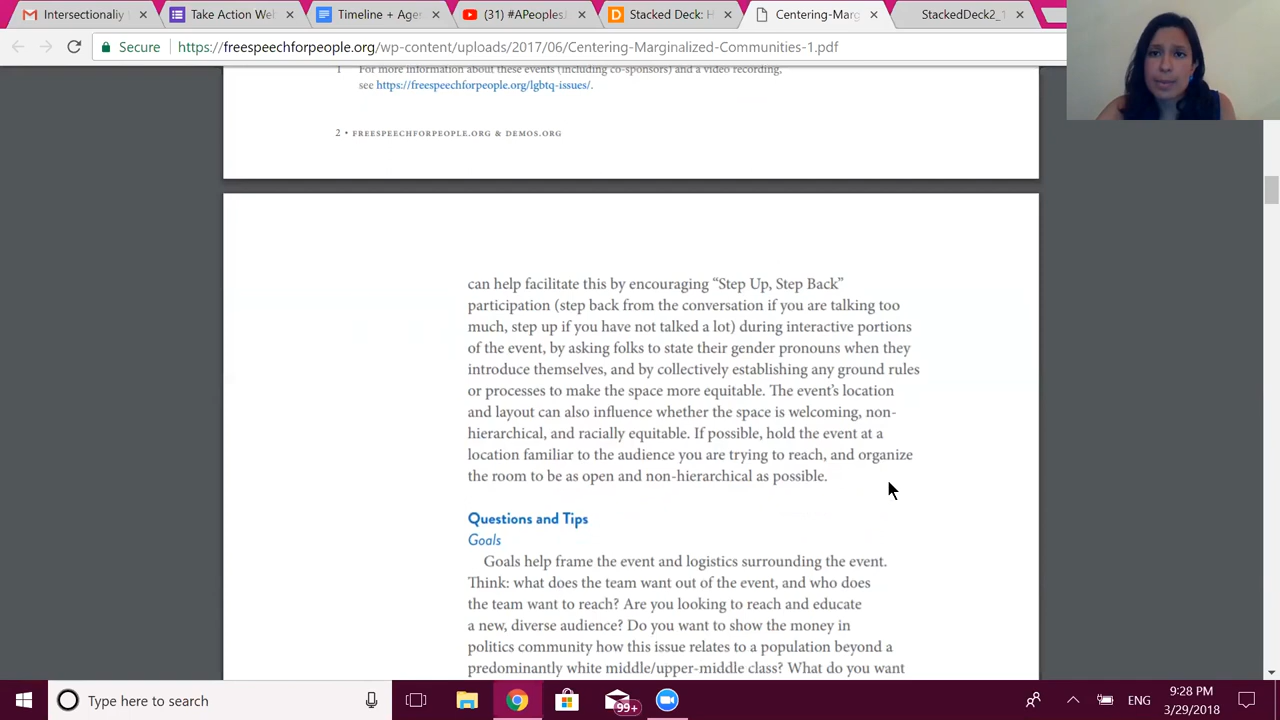 Intersectionally
Take Action We
Timeline + Age
(31) #APeoplesJ
Stacked Deck: H
Centering-Marg
StackedDeck2_1
Secure
https://freespeechforpeople.org/wp-content/uploads/2017/06/Centering-Marginalized-Communities-1.pdf
1 For more information about these events (including co-sponsors) and a video recording,
see https://freespeechforpeople.org/lgbtq-issues/.
2 • FREESPEECHFORPEOPLE.ORG & DEMOS.ORG
can help facilitate this by encouraging “Step Up, Step Back”
participation (step back from the conversation if you are talking too
much, step up if you have not talked a lot) during interactive portions
of the event, by asking folks to state their gender pronouns when they
introduce themselves, and by collectively establishing any ground rules
or processes to make the space more equitable. The event’s location
and layout can also influence whether the space is welcoming, non-
hierarchical, and racially equitable. If possible, hold the event at a
location familiar to the audience you are trying to reach, and organize
the room to be as open and non-hierarchical as possible.
Questions and Tips
Goals
Goals help frame the event and logistics surrounding the event.
Think: what does the team want out of the event, and who does
the team want to reach? Are you looking to reach and educate
a new, diverse audience? Do you want to show the money in
politics community how this issue relates to a population beyond a
predominantly white middle/upper-middle class? What do you want
Type here to search
99+
ENG
9:28 PM
3/29/2018